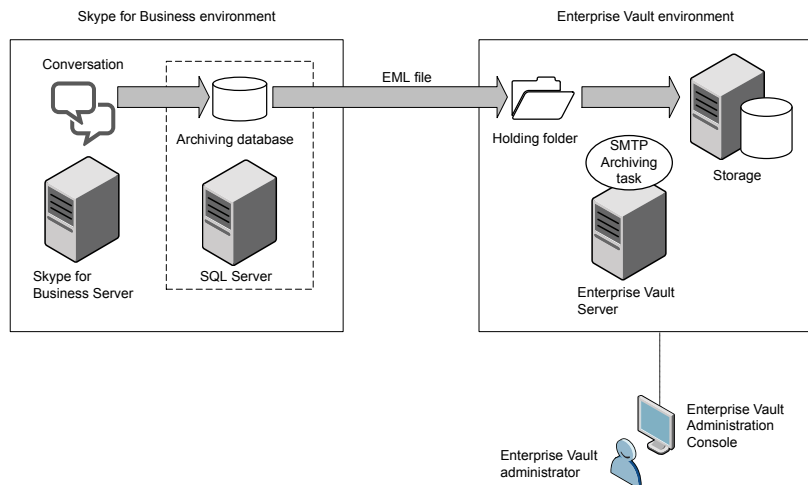 Skype for Business environment
Enterprise Vault environment
Conversation
EML file
Archiving database
Holding folder
SMTP
Archiving
task
Storage
Skype for
Business Server
SQL Server
Enterprise Vault
Server
Enterprise Vault
Administration
Console
Enterprise Vault
administrator